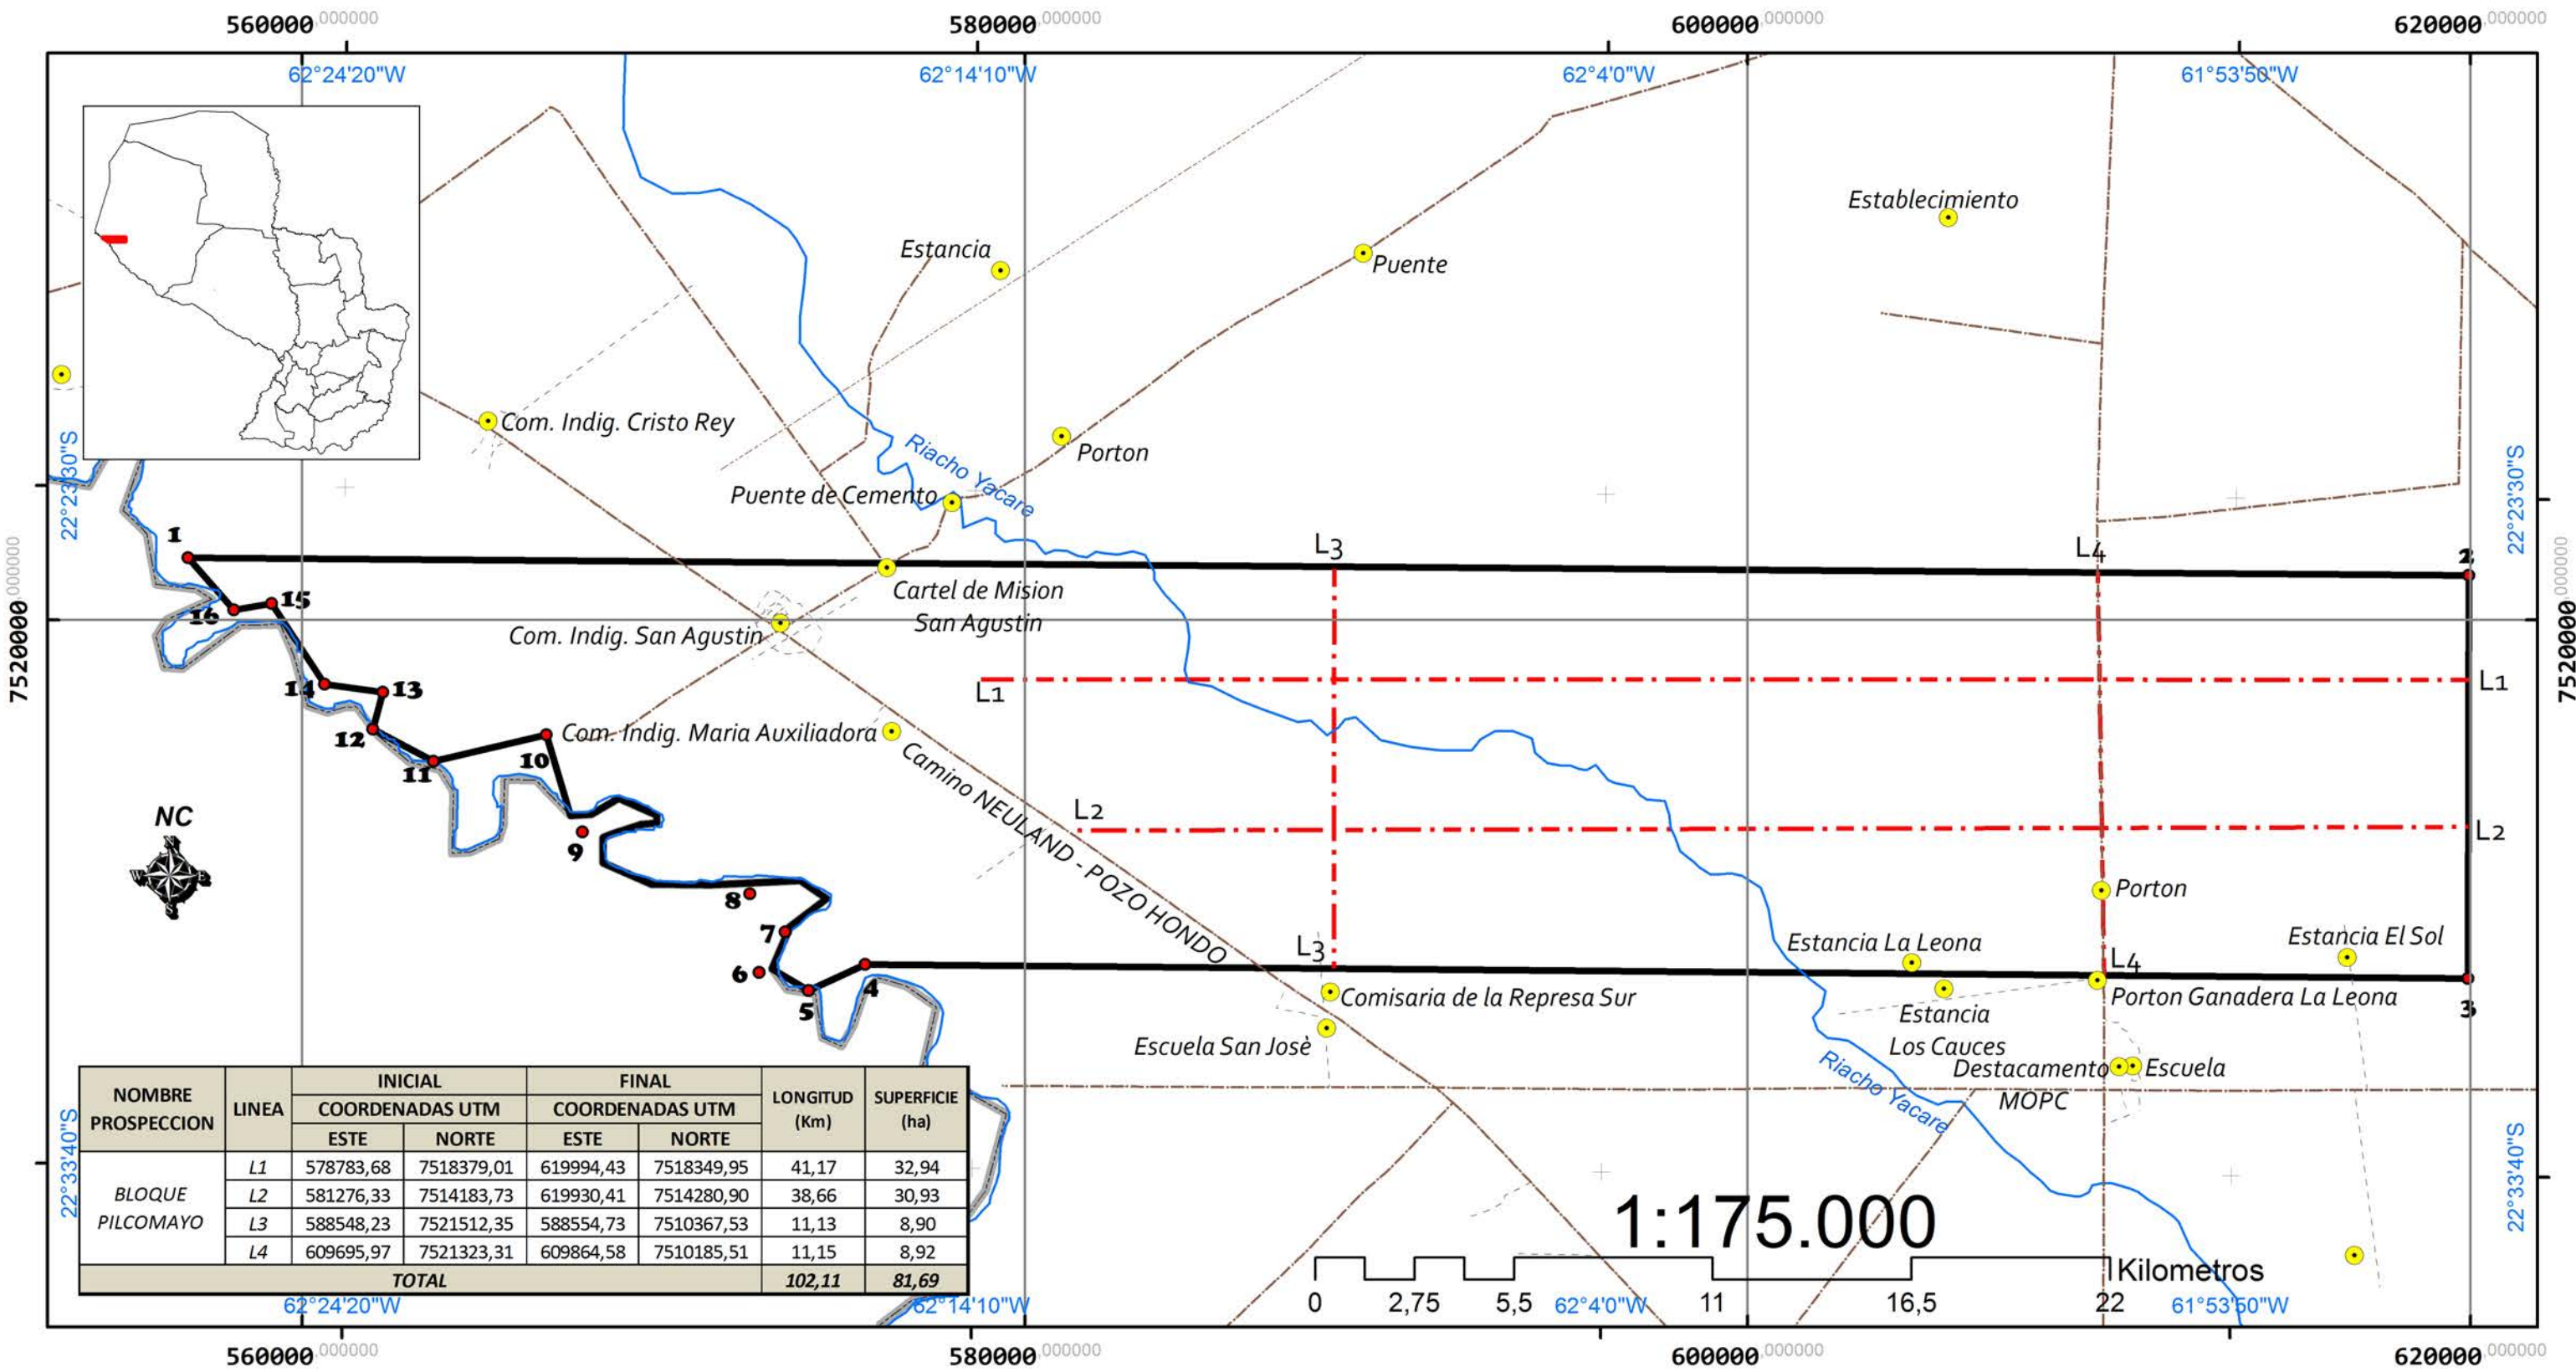 560000,000000 580000,000000 600000,000000 620000,000000
62°24'20"W 62°14'10"W 62°4'0"W 61°53'50"W
Establecimiento
Estancia
Puente
Com. Indig. Cristo Rey
Porton
Riacho Yacare
Puente de Cemento
22°23'30"S
22°23'30"S
7520000,000000
7520000,000000
1
L3
L4
2
Cartel de Mision
San Agustin
16
15
Com. Indig. San Agustin
14
13
L1
L1
12
11
10
Com. Indig. Maria Auxiliadora
Camino NEULAND - POZO HONDO
NC
N
W E
S
L2
L2
9
8
7
6
5
4
Porton
L3
Estancia La Leona
Estancia El Sol
L4
Comisaria de la Represa Sur
Porton Ganadera La Leona
3
Estancia
Los Cauces
Escuela San Josè
Destacamento
Escuela
MOPC
Riacho Yacare
22°33'40"S
22°33'40"S
NOMBRE PROSPECCION LINEA INICIAL FINAL LONGITUD (Km) SUPERFICIE (ha)
COORDENADAS UTM COORDENADAS UTM
ESTE NORTE ESTE NORTE
BLOQUE PILCOMAYO
L1 578783,68 7518379,01 619994,43 7518349,95 41,17 32,94
L2 581276,33 7514183,73 619930,41 7514280,90 38,66 30,93
L3 588548,23 7521512,35 588554,73 7510367,53 11,13 8,90
L4 609695,97 7521323,31 609864,58 7510185,51 11,15 8,92
TOTAL 102,11 81,69
1:175.000
Kilometros
0 2,75 5,5 11 16,5 22
62°24'20"W 62°14'10"W 62°4'0"W 61°53'50"W
560000,000000 580000,000000 600000,000000 620000,000000